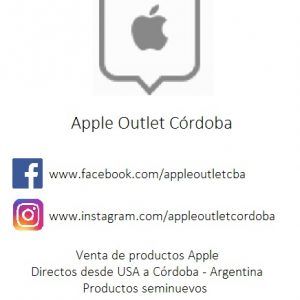 Apple Outlet Córdoba
www.facebook.com/appleoutletcba
www.instagram.com/appleoutletcordoba
Venta de productos Apple
Directos desde USA a Córdoba - Argentina
Productos seminuevos